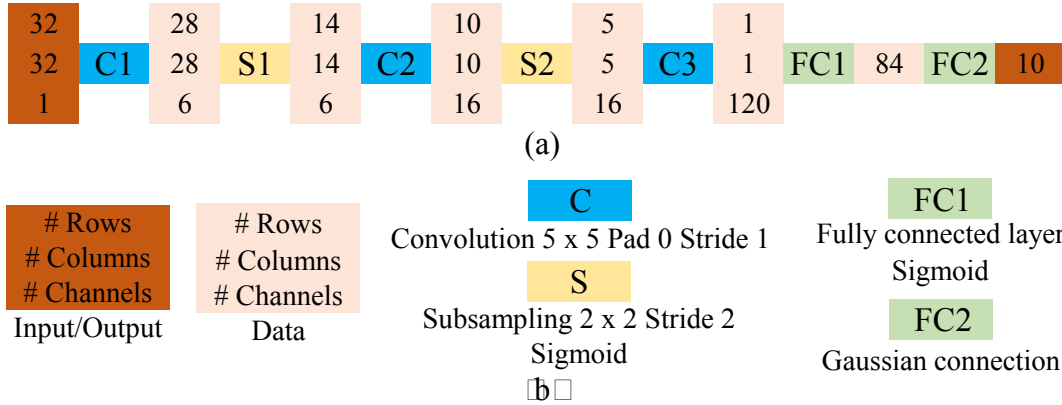 32 28 14 10 5 1
32 C1 28 S1 14 C2 10 S2 5 C3 1 FC1 84 FC2 10
1 6 6 16 16 120
(a)
# Rows
# Columns
# Channels
Input/Output
# Rows
# Columns
# Channels
Data
C
Convolution 5 x 5 Pad 0 Stride 1
S
Subsampling 2 x 2 Stride 2
Sigmoid
FC1
Fully connected layer
Sigmoid
FC2
Gaussian connection
b